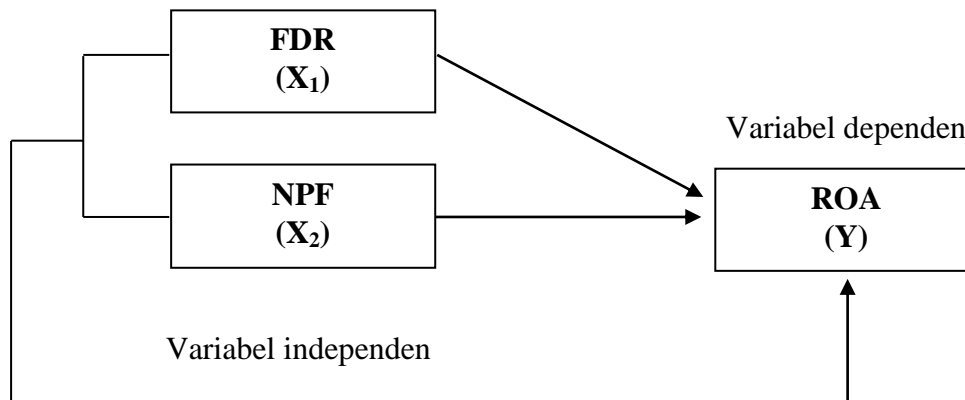 FDR
(X₁)
Variabel dependen
NPF
(X₂)
ROA
(Y)
Variabel independen